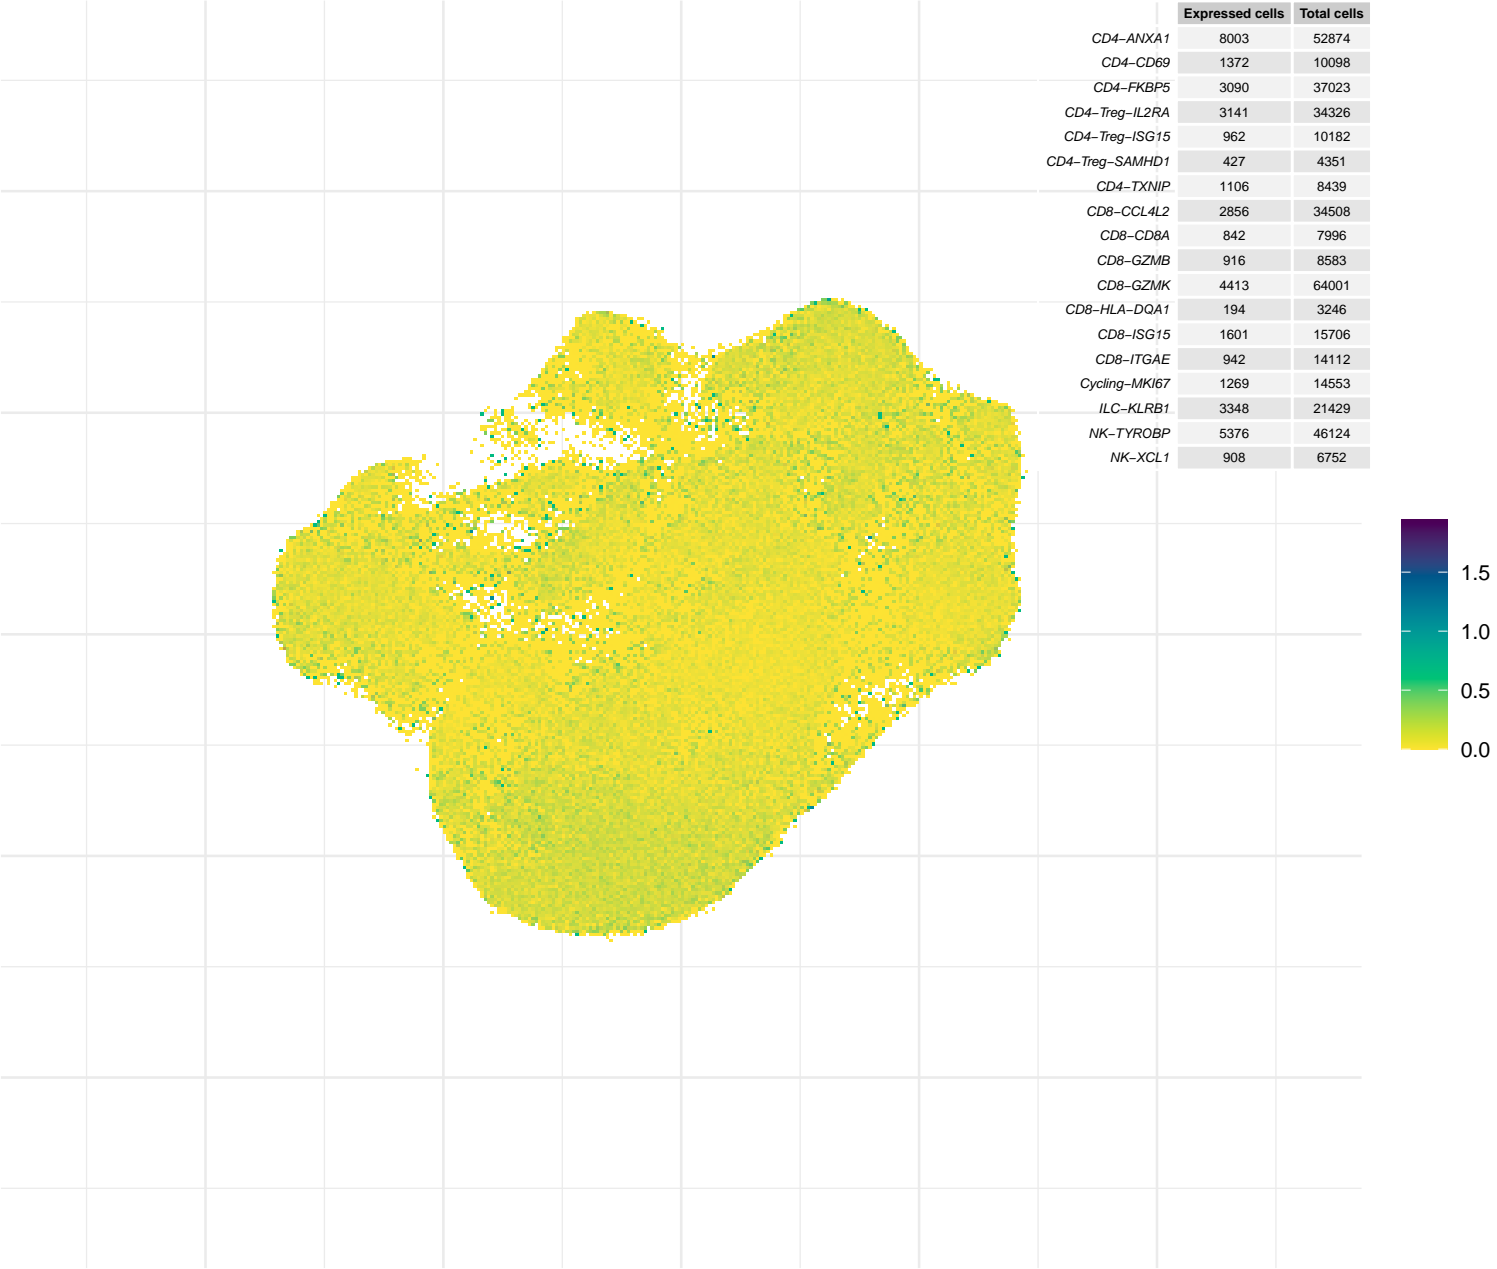 Expressed cells Total cells
CD4−ANXA1 8003 52874
CD4−CD69 1372 10098
CD4−FKBP5 3090 37023
CD4−Treg−IL2RA 3141 34326
CD4−Treg−ISG15 962 10182
CD4−Treg−SAMHD1 427 4351
CD4−TXNIP 1106 8439
CD8−CCL4L2 2856 34508
CD8−CD8A 842 7996
CD8−GZMB 916 8583
CD8−GZMK 4413 64001
CD8−HLA−DQA1 194 3246
CD8−ISG15 1601 15706
CD8−ITGAE 942 14112
Cycling−MKI67 1269 14553
ILC−KLRB1 3348 21429
NK−TYROBP 5376 46124
NK−XCL1 908 6752
1.5
1.0
0.5
0.0